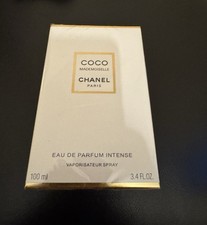 COCO
MADEMOISELLE
CHANEL
PARIS
EAU DE PARFUM INTENSE
VAPORISATEUR SPRAY
100 ml
3.4 FL. OZ.